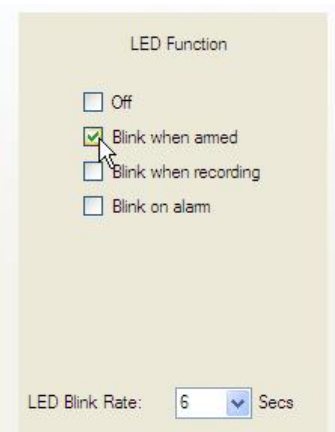 LED Function
Off
Blink when armed
Blink when recording
Blink on alarm
LED Blink Rate: 6 Secs